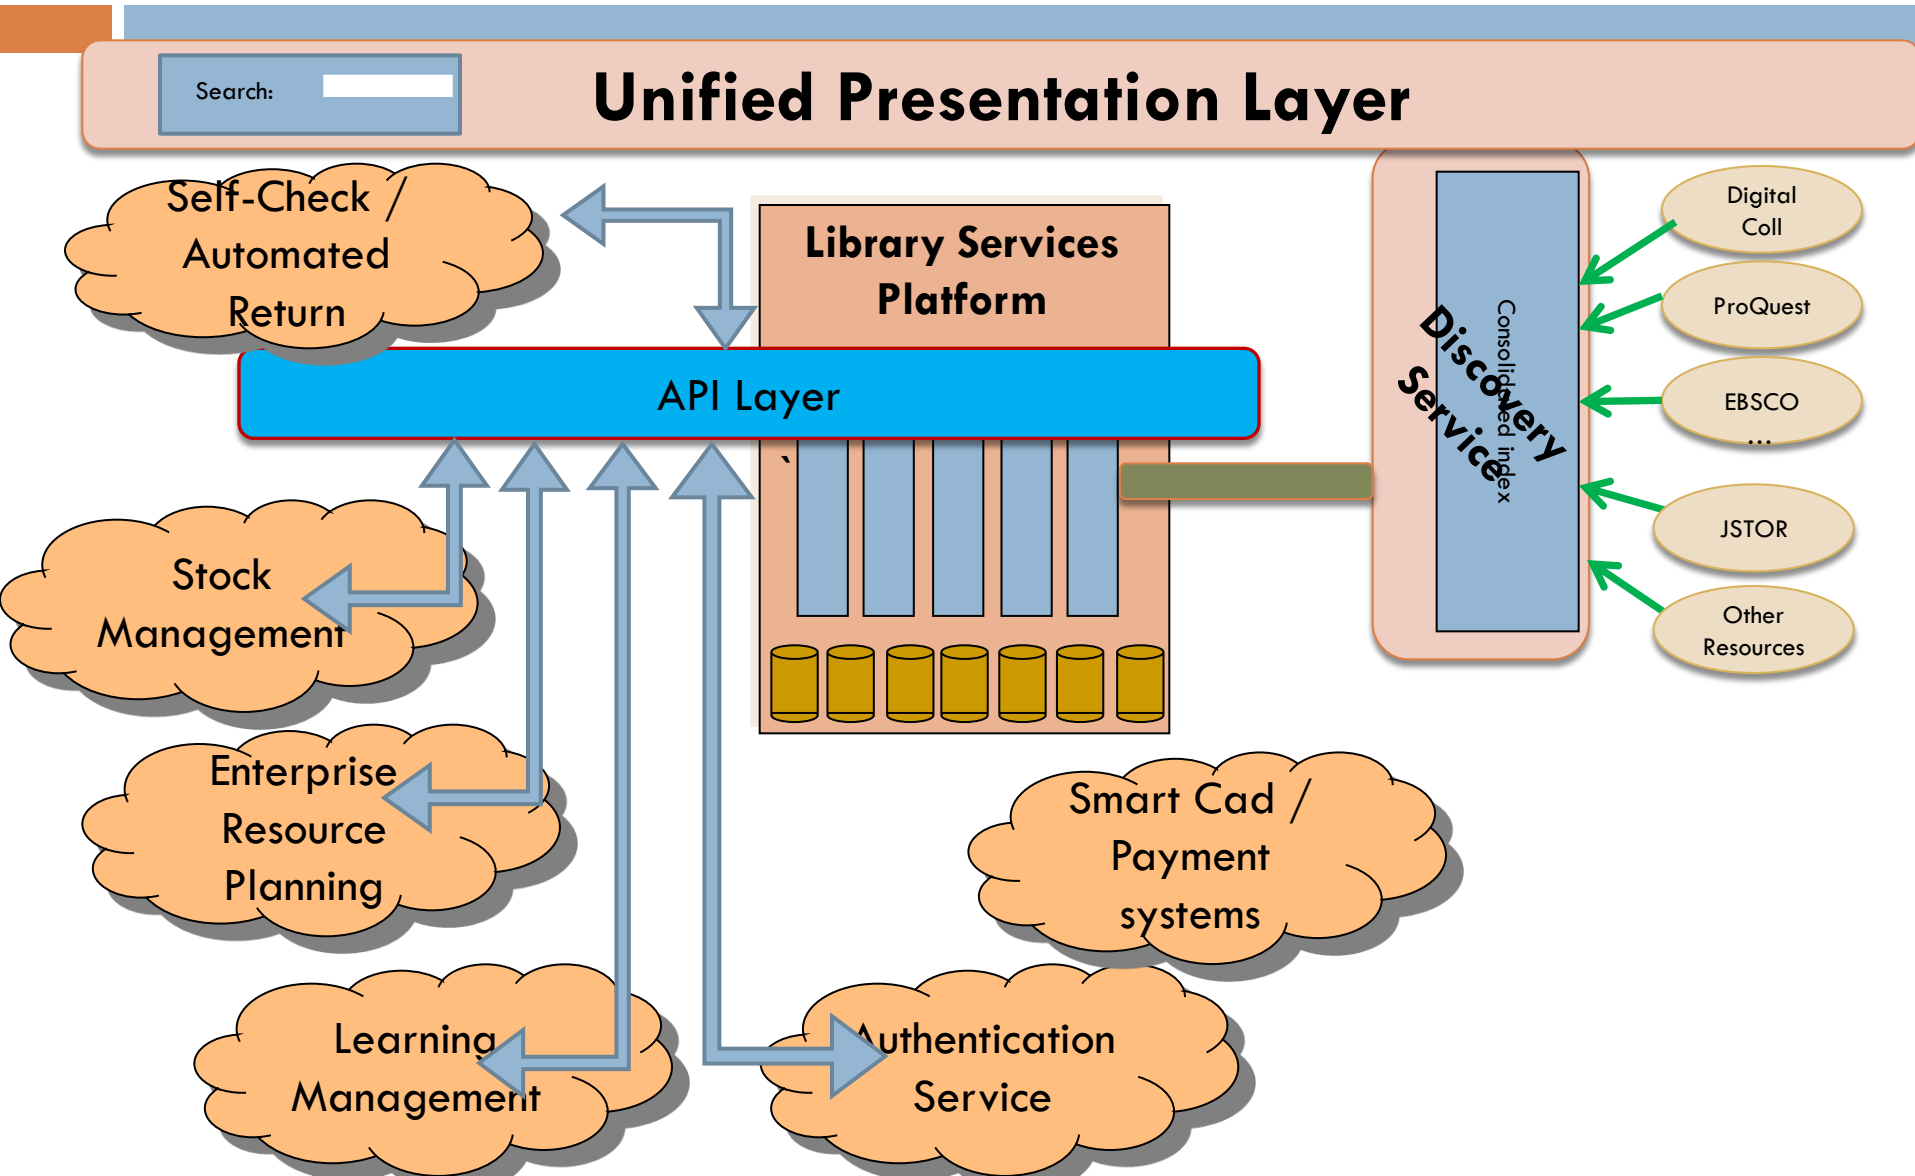 Search:
Unified Presentation Layer
Self-Check /
Automated
Return
Library Services
Platform
API Layer
`
Discovery
Service
Consolidated index
Digital
Coll
ProQuest
EBSCO
...
JSTOR
Other
Resources
Stock
Management
Enterprise
Resource
Planning
Smart Cad /
Payment
systems
Learning
Management
Authentication
Service